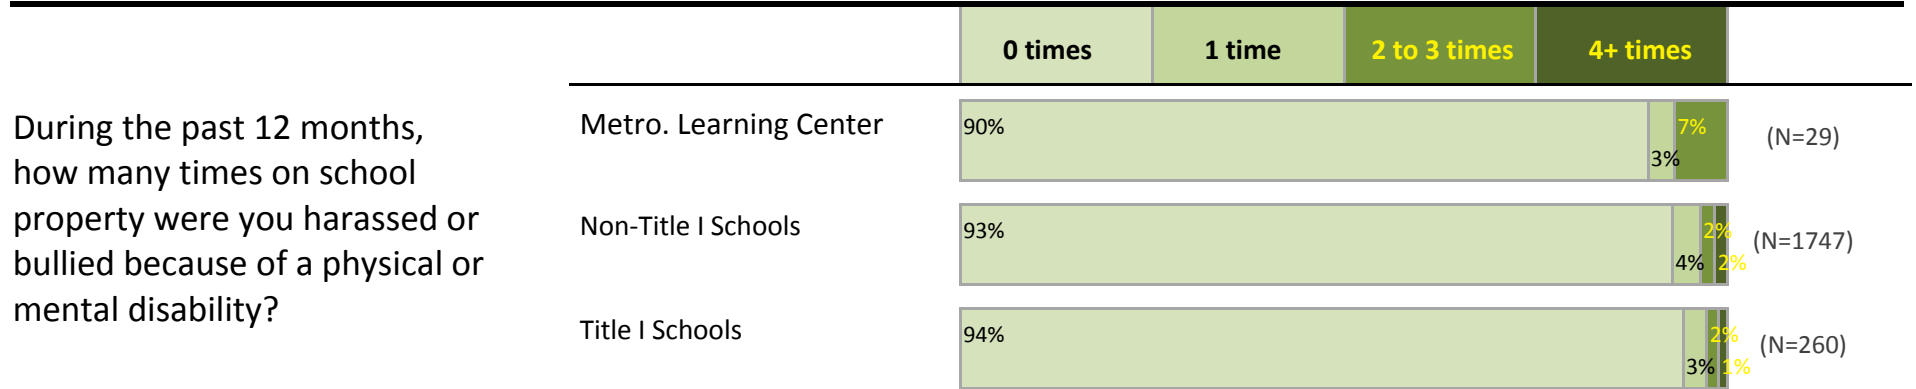 0 times 1 time 2 to 3 times 4+ times
During the past 12 months,
how many times on school
property were you harassed or
bullied because of a physical or
mental disability?
Metro. Learning Center 90% 3% 7% (N=29)
Non-Title I Schools 93% 4% 2% 2% (N=1747)
Title I Schools 94% 3% 2% 1% (N=260)